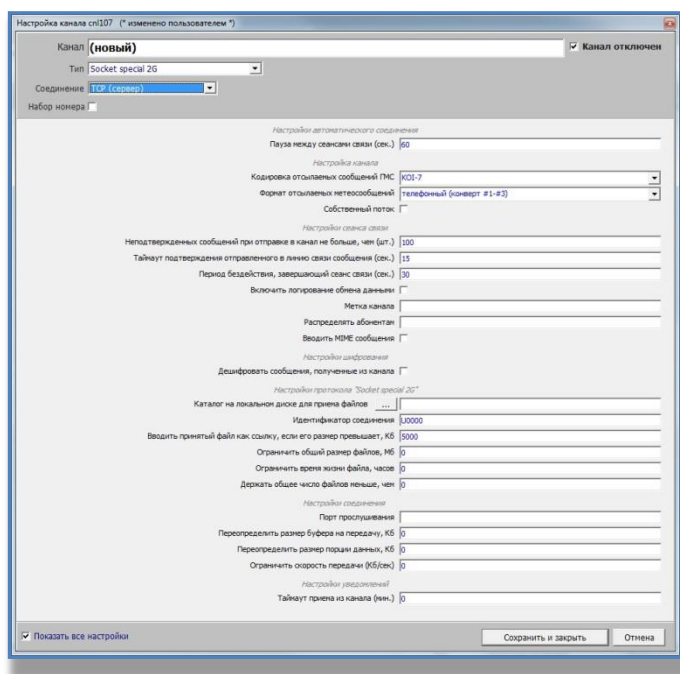 Настройка канала cnl107 (* изменено пользователем *)
Канал (новый) Канал отключен
Тип Socket special 2G
Соединение TCP (сервер)
Набор номера
Настройки автоматического соединения
Пауза между сеансами связи (сек.) 60
Настройка канала
Кодировка отсылаемых сообщений ГМС KOI-7
Формат отсылаемых метеосообщений телефонный (конверт #1-#3)
Собственный поток
Настройки сеанса связи
Неподтвержденных сообщений при отправке в канал не больше, чем (шт.) 100
Таймаут подтверждения отправленного в линию связи сообщения (сек.) 15
Период бездействия, завершающий сеанс связи (сек.) 30
Включить логирование обмена данными
Метка канала
Распределять абонентам
Вводить MIME сообщения
Настройки шифрования
Дешифровать сообщения, полученные из канала
Настройки протокола "Socket special 2G"
Каталог на локальном диске для приема файлов ...
Идентификатор соединения U0000
Вводить принятый файл как ссылку, если его размер превышает, Кб 5000
Ограничить общий размер файлов, Мб 0
Ограничить время жизни файла, часов 0
Держать общее число файлов меньше, чем 0
Настройки соединения
Порт прослушивания
Переопределить размер буфера на передачу, Кб 0
Переопределить размер порции данных, Кб 0
Ограничить скорость передачи (Кб/сек) 0
Настройки уведомлений
Таймаут приема из канала (мин.) 0
Показать все настройки Сохранить и закрыть Отмена